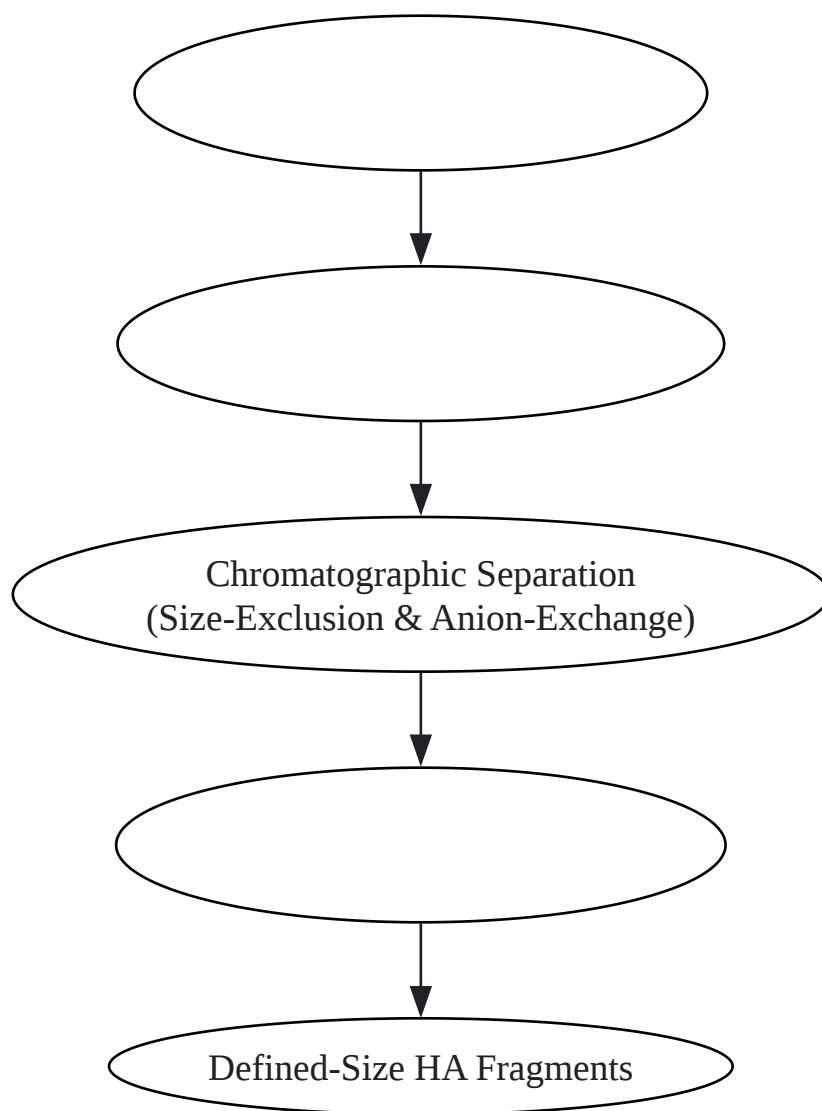 Chromatographic Separation
(Size-Exclusion & Anion-Exchange)
Defined-Size HA Fragments